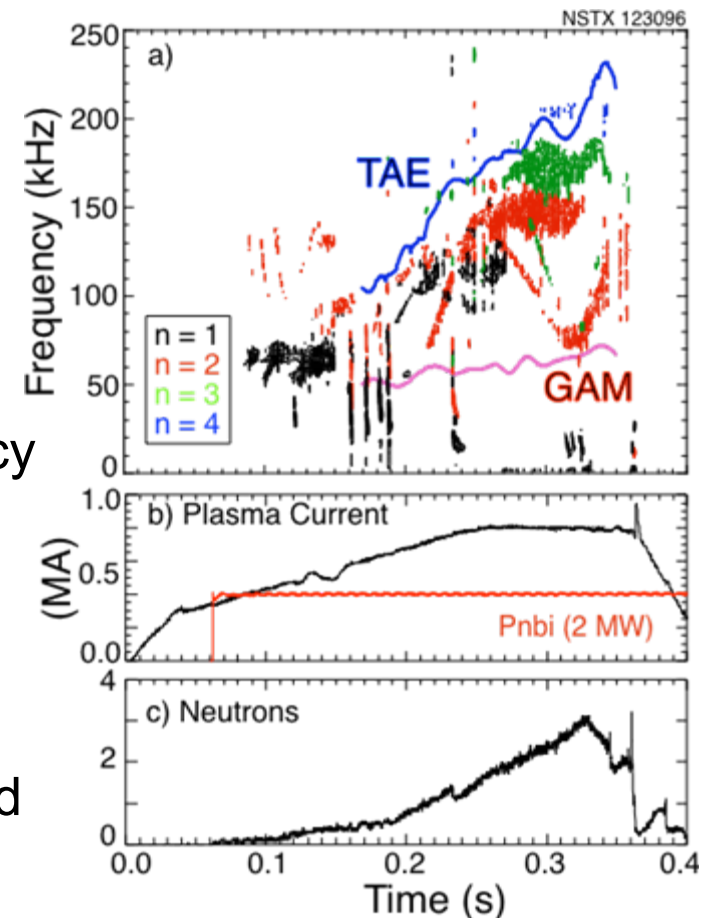 NSTX 123096
250
a)
200
TAE
150
Frequency (kHz)
100
n = 1
n = 2
n = 3
n = 4
50
GAM
cy
0
1.0
b) Plasma Current
(MA)
0.5
Pnbi (2 MW)
0.0
4
c) Neutrons
2
d
0
0.0 0.1 0.2 0.3 0.4
Time (s)